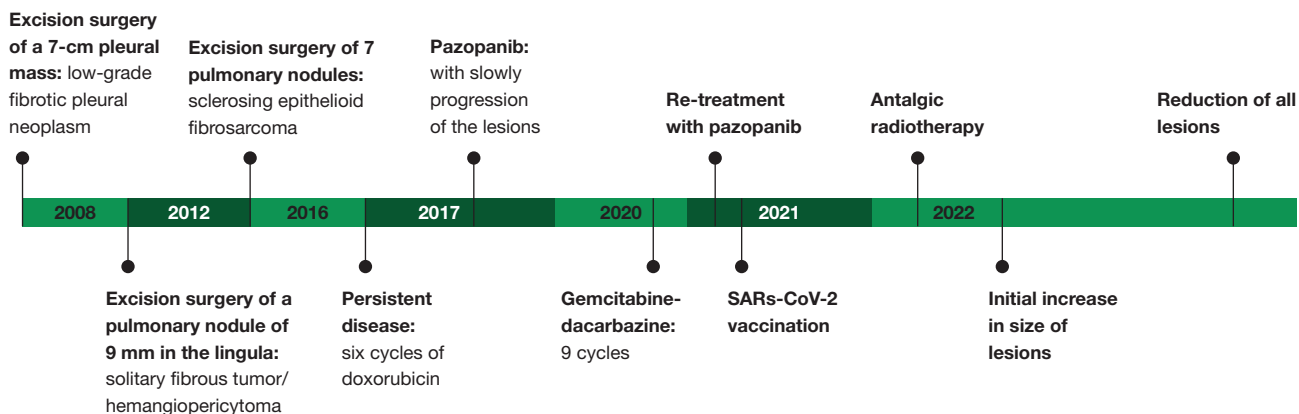 Excision surgery
of a 7-cm pleural
mass: low-grade
fibrotic pleural
neoplasm
Excision surgery of 7
pulmonary nodules:
sclerosing epithelioid
fibrosarcoma
Pazopanib:
with slowly
progression
of the lesions
Re-treatment
with pazopanib
Antalgic
radiotherapy
Reduction of all
lesions
2008
2012
2016
2017
2020
2021
2022
Excision surgery of a
pulmonary nodule of
9 mm in the lingula:
solitary fibrous tumor/
hemangiopericytoma
Persistent
disease:
six cycles of
doxorubicin
Gemcitabine-
dacarbazine:
9 cycles
SARs-CoV-2
vaccination
Initial increase
in size of
lesions